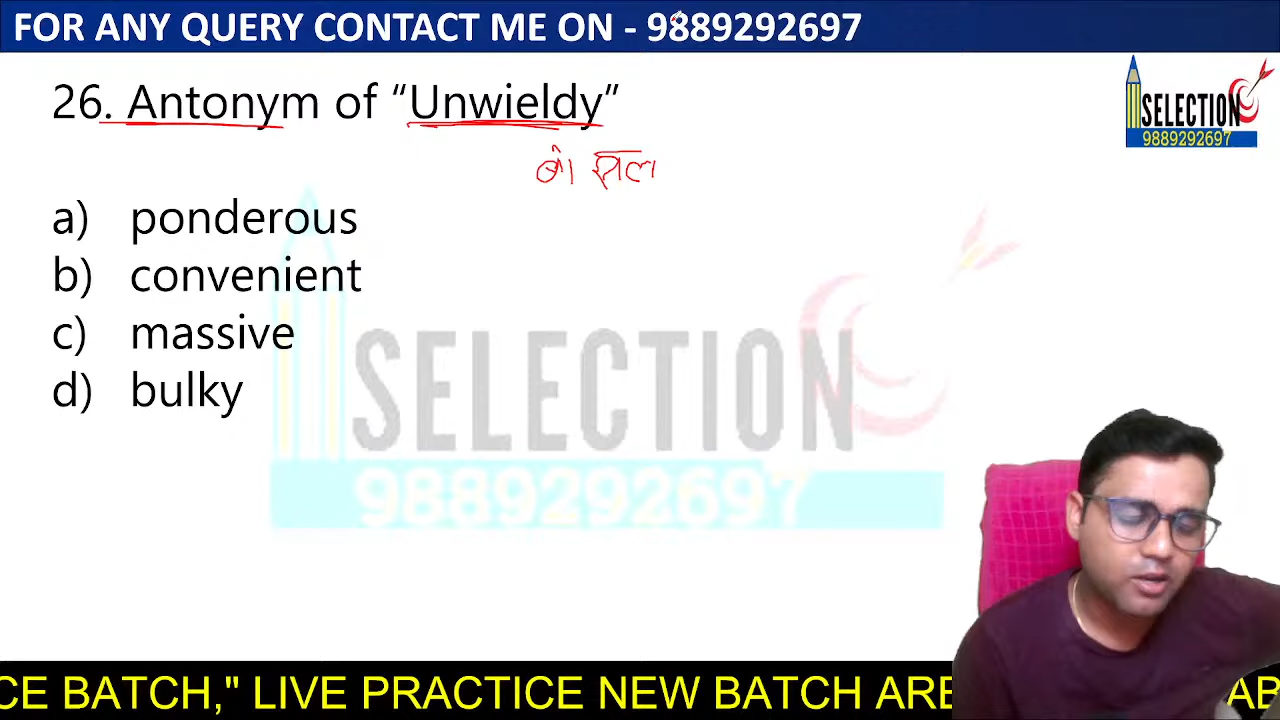 FOR ANY QUERY CONTACT ME ON - 9889292697
SELECTION
9889292697
26. Antonym of “Unwieldy”
a) ponderous
b) convenient
c) massive
d) bulky
SELECTION
9889292697
CE BATCH," LIVE PRACTICE NEW BATCH ARE
AB